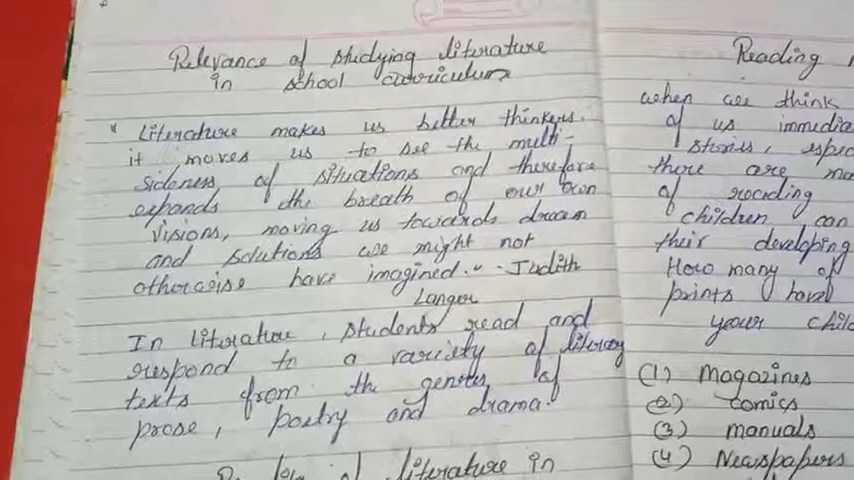 Relevance of studying literature
in school curriculum
" Literature makes us better thinkers.
it moves us to see the multi-
sideness of situations and therefore
expands the breath of our own
visions, moving us towards dream
and solutions we might not
otherwise have imagined." - Judith
Langer
In literature, students read and
respond to a variety of literary
texts from the genres of
prose, poetry and drama.
of literature in
Reading
when we think
of us immedia
stories, espec
there are ma
of reading
children can
their developing
How many of
prints have
your child
(1) Magazines
(2) Comics
(3) manuals
(4) Newspapers